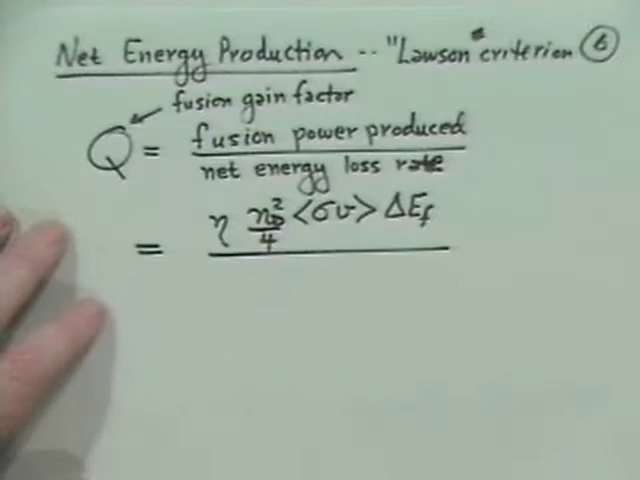 Net Energy Production -- "Lawson" criterion 6
fusion gain factor
Q = fusion power produced
net energy loss rate
= η n²/4 <σv> ΔE_f